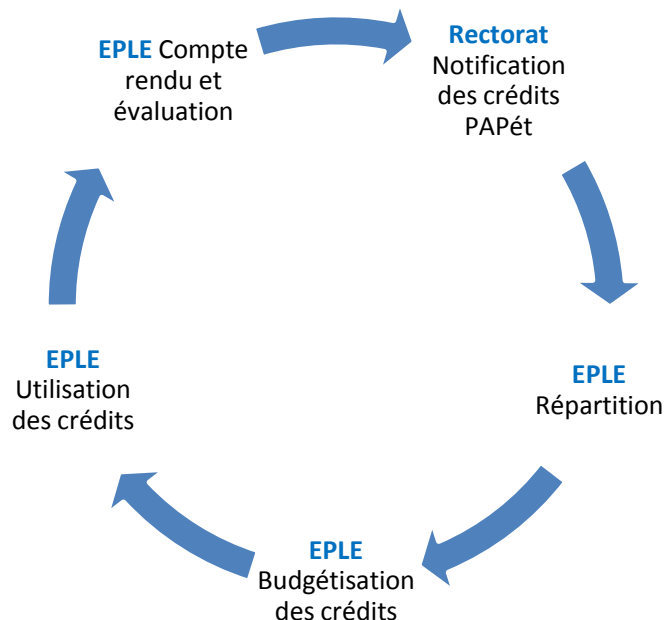 EPLE Compte
rendu et
évaluation
Rectorat
Notification
des crédits
PAPét
EPLE
Répartition
EPLE
Budgétisation
des crédits
EPLE
Utilisation
des crédits